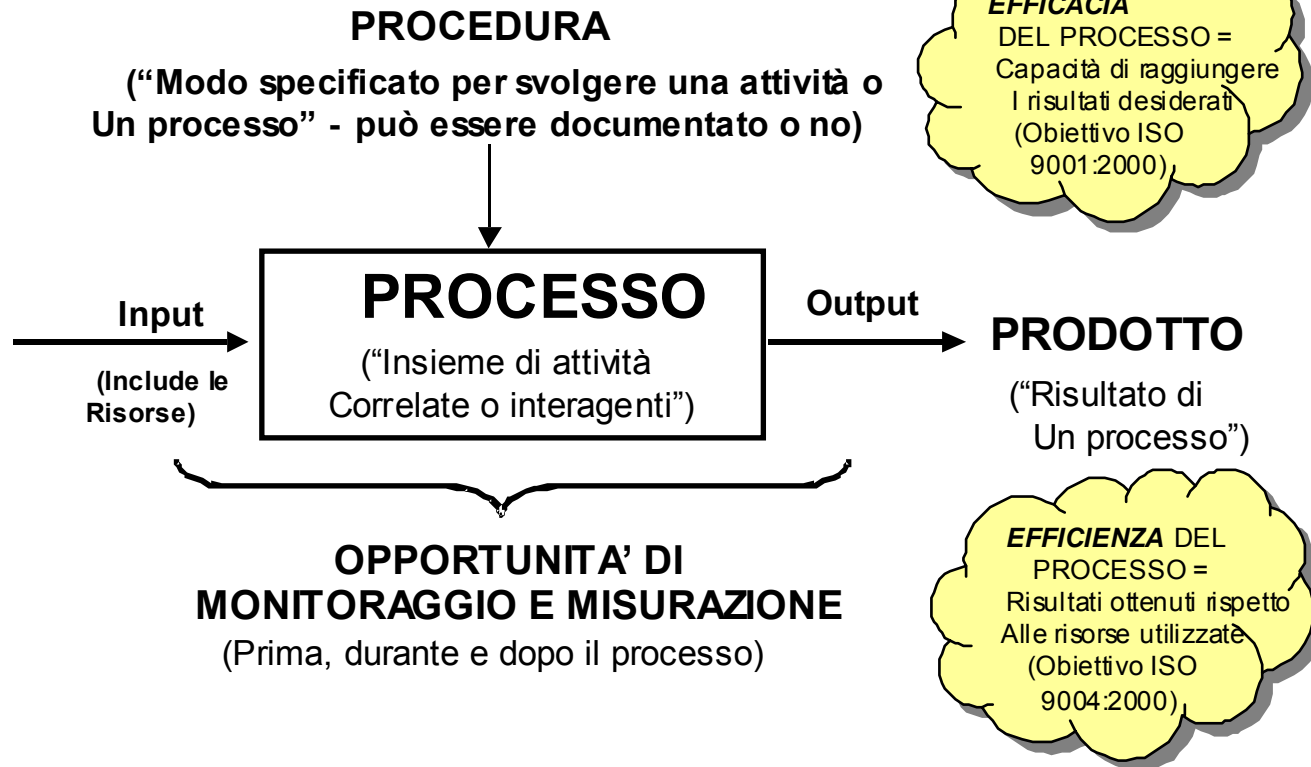 PROCEDURA
(“Modo specificato per svolgere una attività o
Un processo” - può essere documentato o no)
EFFICACIA
DEL PROCESSO =
Capacità di raggiungere
I risultati desiderati
(Obiettivo ISO
9001:2000)
Input
(Include le
Risorse)
PROCESSO
(“Insieme di attività
Correlate o interagenti”)
Output
PRODOTTO
(“Risultato di
Un processo”)
OPPORTUNITA’ DI
MONITORAGGIO E MISURAZIONE
(Prima, durante e dopo il processo)
EFFICIENZA DEL
PROCESSO =
Risultati ottenuti rispetto
Alle risorse utilizzate
(Obiettivo ISO
9004:2000)